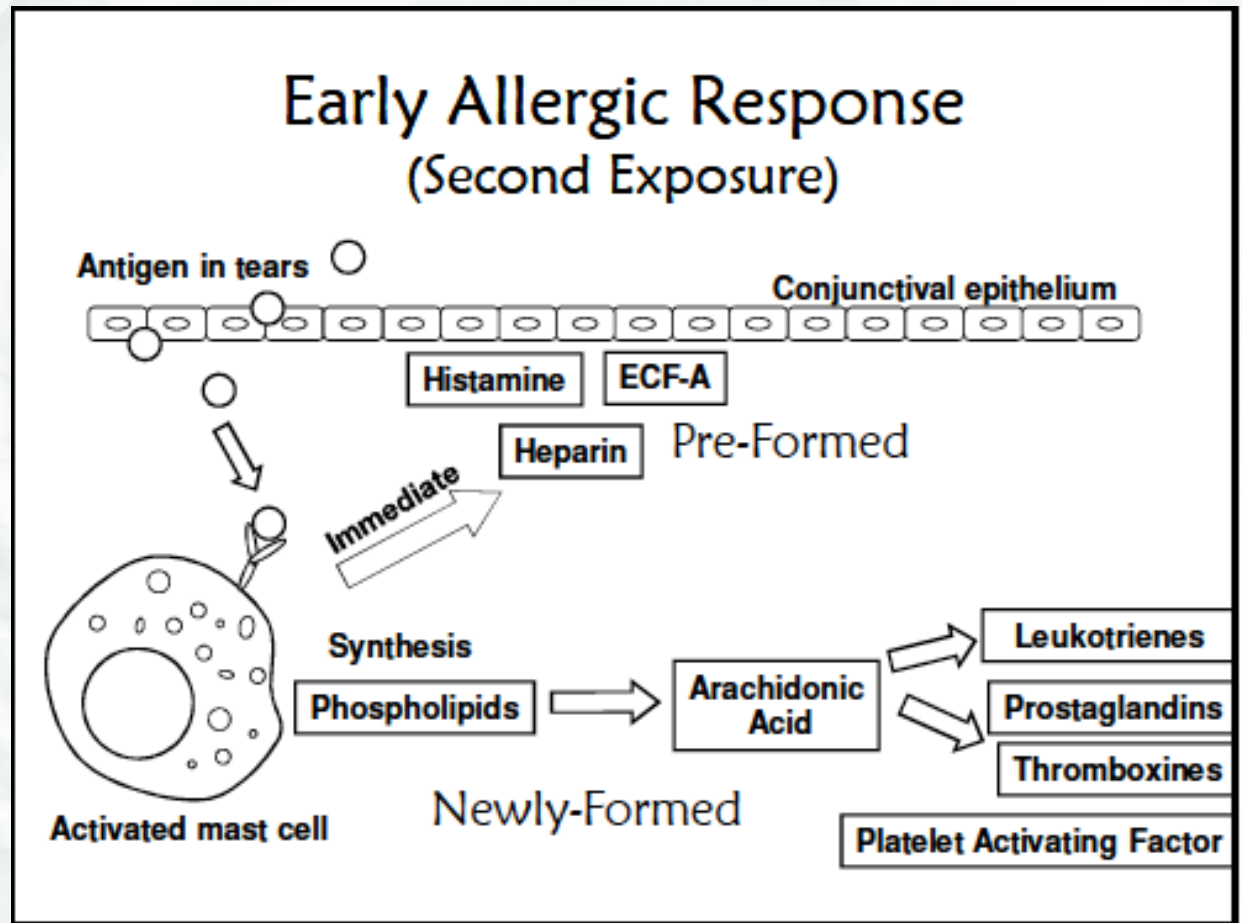 Early Allergic Response
(Second Exposure)
Antigen in tears
Conjunctival epithelium
Histamine
ECF-A
Heparin
Pre-Formed
Immediate
Synthesis
Phospholipids
Arachidonic
Acid
Leukotrienes
Prostaglandins
Thromboxines
Platelet Activating Factor
Newly-Formed
Activated mast cell